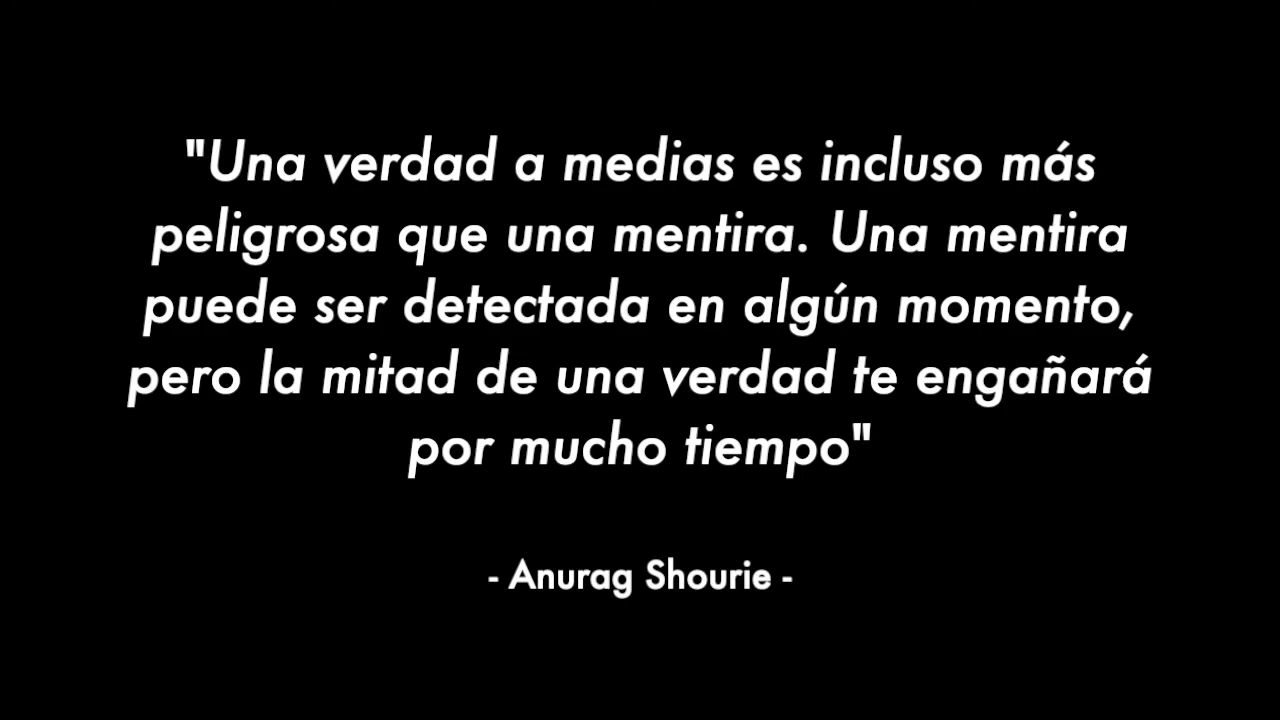 "Una verdad a medias es incluso más
peligrosa que una mentira. Una mentira
puede ser detectada en algún momento,
pero la mitad de una verdad te engañará
por mucho tiempo"
- Anurag Shourie -